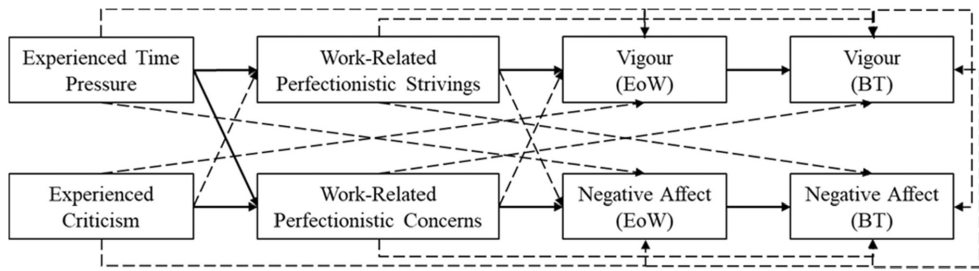 Experienced Time
Pressure
Work-Related
Perfectionistic Strivings
Vigour
(EoW)
Vigour
(BT)
Experienced
Criticism
Work-Related
Perfectionistic Concerns
Negative Affect
(EoW)
Negative Affect
(BT)